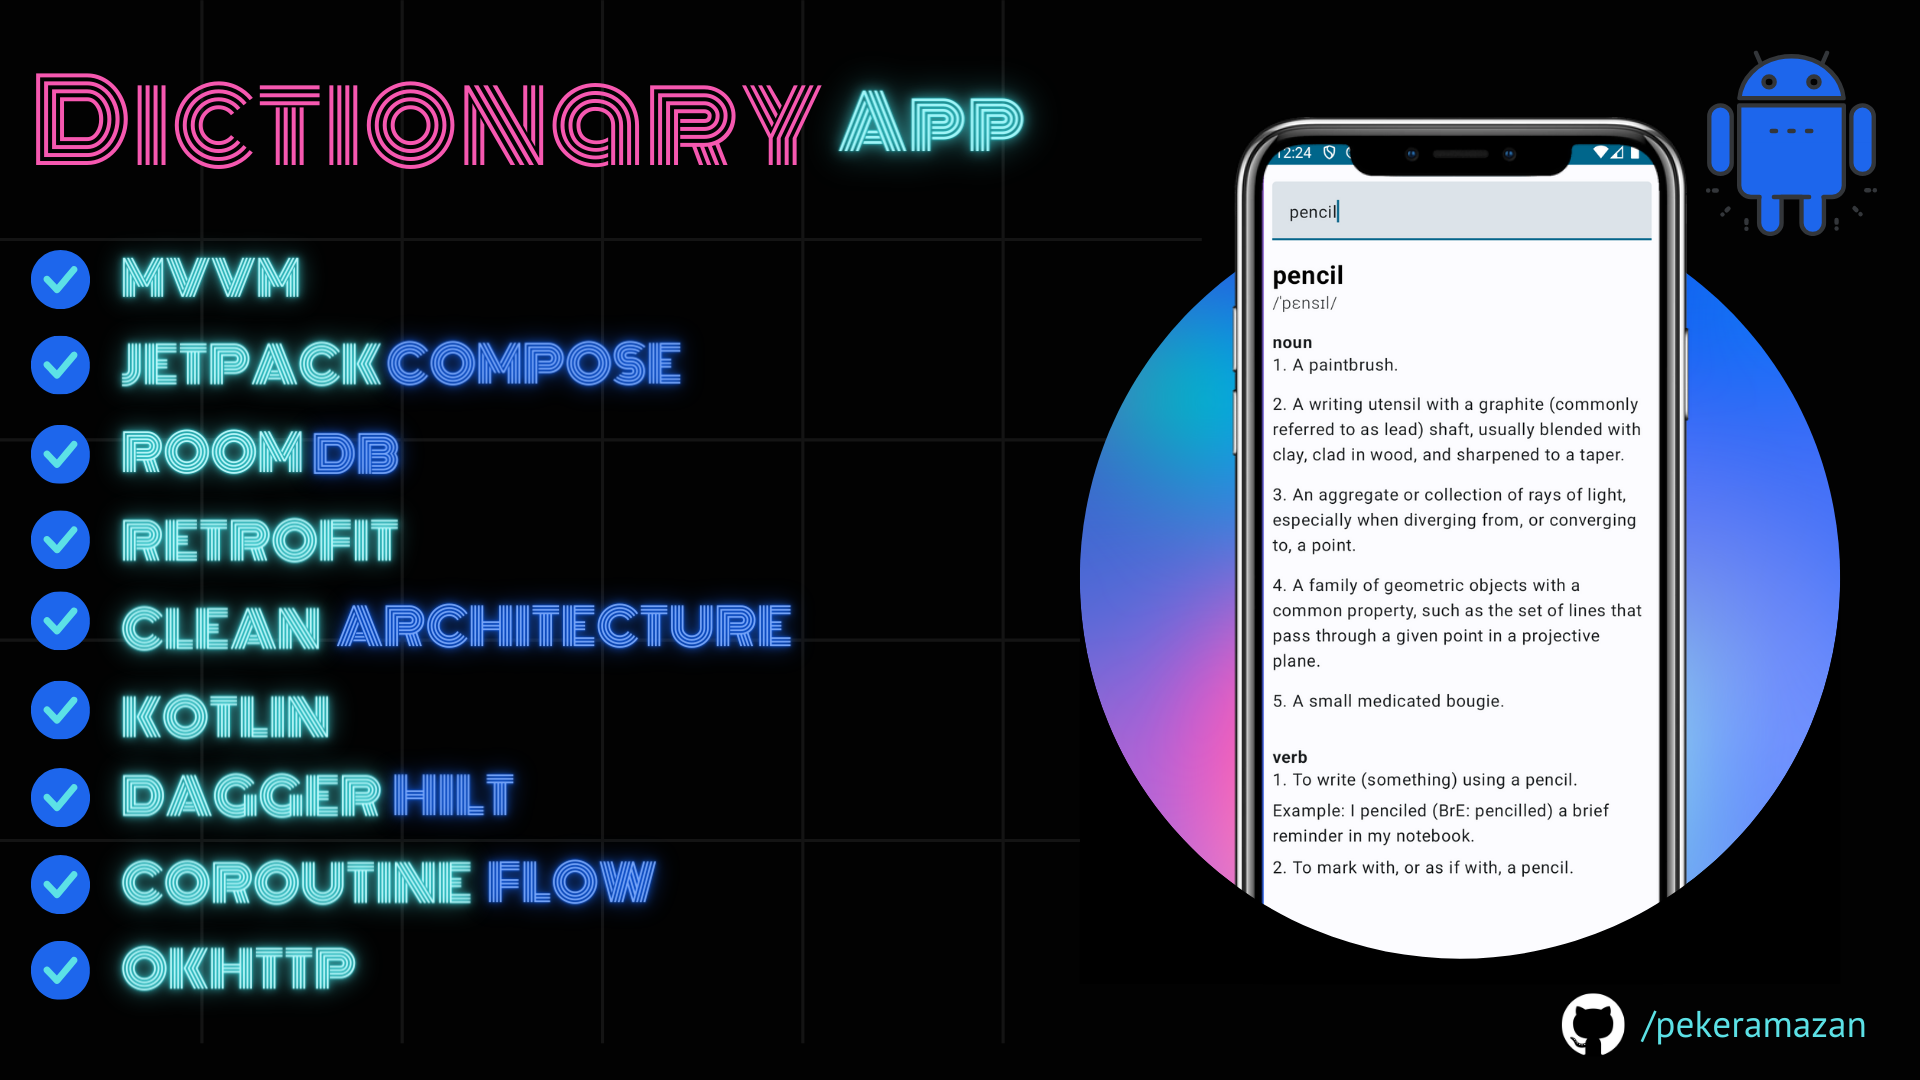 DICTIONARY APP
MVVM
JETPACK COMPOSE
ROOM DB
RETROFIT
CLEAN ARCHITECTURE
KOTLIN
DAGGER HILT
COROUTINE FLOW
OKHTTP
12:24
pencil
pencil
/ˈpɛnsɪl/
noun
1. A paintbrush.
2. A writing utensil with a graphite (commonly
referred to as lead) shaft, usually blended with
clay, clad in wood, and sharpened to a taper.
3. An aggregate or collection of rays of light,
especially when diverging from, or converging
to, a point.
4. A family of geometric objects with a
common property, such as the set of lines that
pass through a given point in a projective
plane.
5. A small medicated bougie.
verb
1. To write (something) using a pencil.
Example: I penciled (BrE: pencilled) a brief
reminder in my notebook.
2. To mark with, or as if with, a pencil.
/pekeramazan